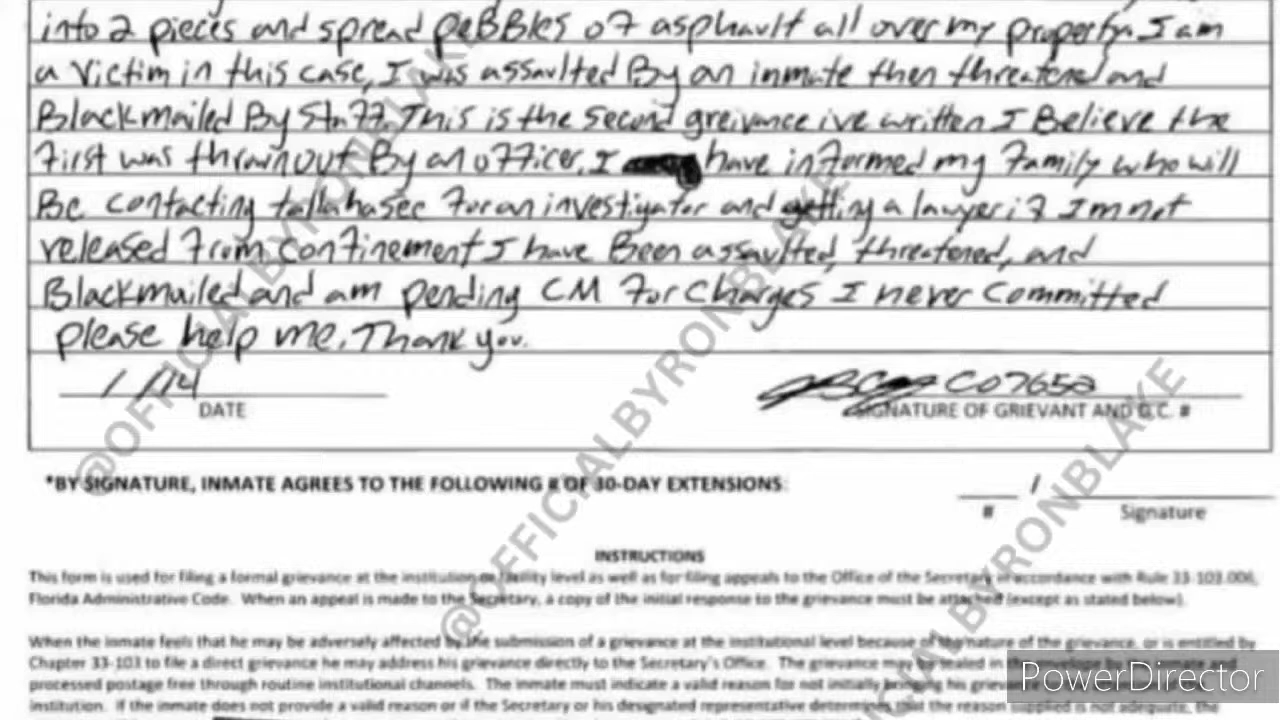 into 2 pieces and spread peBBles of asphault all over my property. I am
a victim in this case, I was assaulted By an inmate then threatened and
Blackmailed By Staff. This is the second greivance ive written I Believe the
first was thrown out By an officer. I have informed my family who will
Be contacting tallahasee for an investigator and getting a lawyer if Im not
released from confinement I have Been assaulted, threatened, and
Blackmailed and am pending CM for charges I never committed
please help me. Thank you.
1/14 C07652
DATE SIGNATURE OF GRIEVANT AND D.C. #
*BY SIGNATURE, INMATE AGREES TO THE FOLLOWING # OF 30-DAY EXTENSIONS:
/
# Signature
INSTRUCTIONS
This form is used for filing a formal grievance at the institution or facility level as well as for filing appeals to the Office of the Secretary in accordance with Rule 33-103.006,
Florida Administrative Code. When an appeal is made to the Secretary, a copy of the initial response to the grievance must be attached (except as stated below).
When the inmate feels that he may be adversely affected by the submission of a grievance at the institutional level because of the nature of the grievance, or is entitled by
Chapter 33-103 to file a direct grievance he may address his grievance directly to the Secretary's Office. The grievance may be sealed in the envelope by the inmate and
processed postage free through routine institutional channels. The inmate must indicate a valid reason for not initially bringing his grievance
institution. If the inmate does not provide a valid reason or if the Secretary or his designated representative determines that the reason supplied is not adequate, the
@OFFICIALBYRONBLAKE
@OFFICIALBYRONBLAKE
PowerDirector